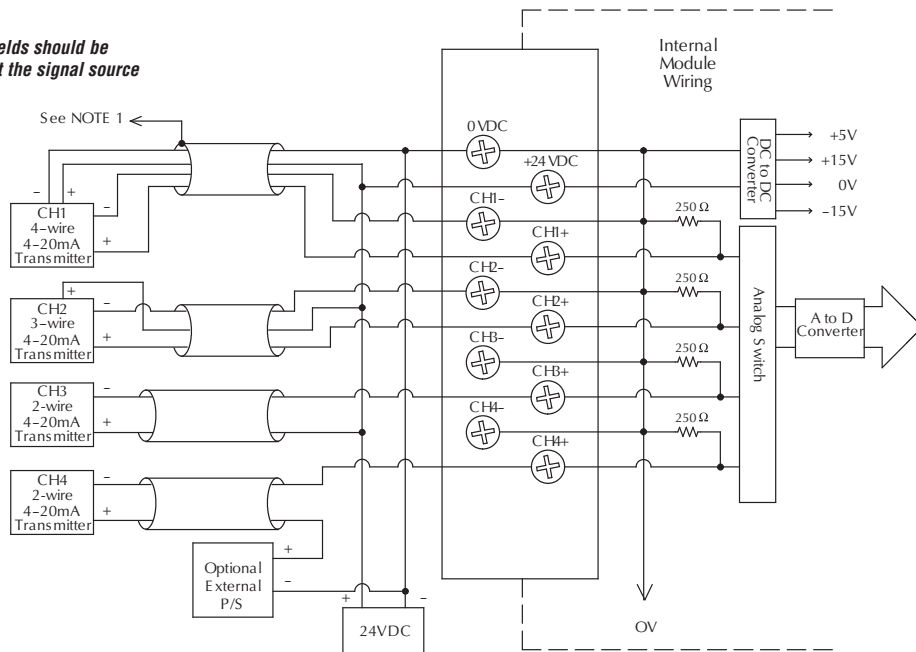 elds should be
t the signal source
See NOTE 1
Internal
Module
Wiring
0VDC
+24VDC
DC to DC
Converter
+5V
+15V
0V
–15V
CH1–
250 Ω
CH1+
- +
CH1
4–wire
4–20mA
Transmitter
-
+
CH2–
250 Ω
CH2+
+
CH2
3–wire
4–20mA
Transmitter
-
+
CH3–
250 Ω
CH3+
Analog Switch
A to D
Converter
CH3
2-wire
4–20mA
Transmitter
-
+
CH4–
250 Ω
CH4+
CH4
2-wire
4–20mA
Transmitter
-
+
Optional
External
P/S
+
–
+ –
24VDC
OV